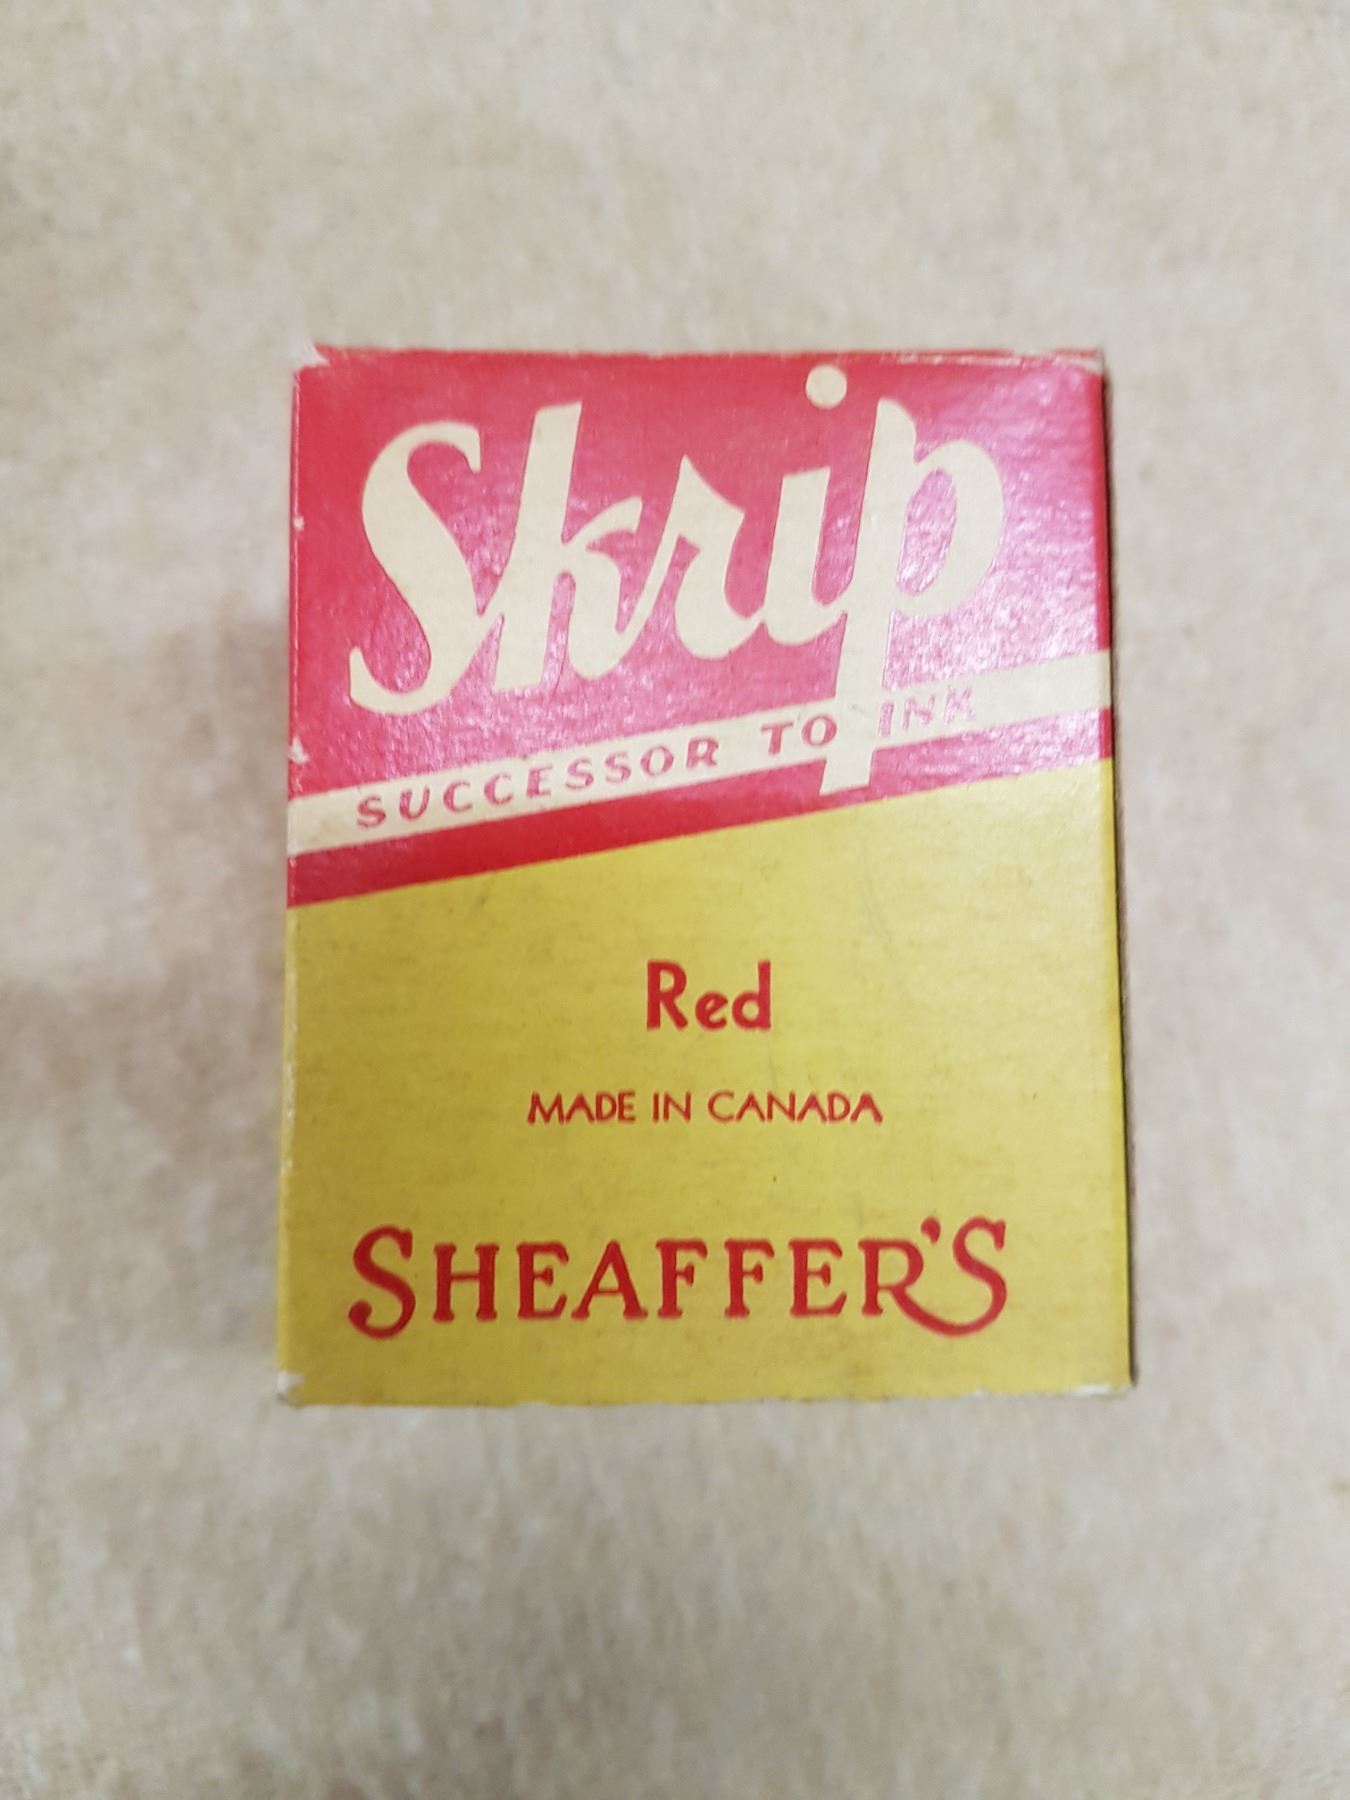 Skrip
SUCCESSOR TO INK
Red
MADE IN CANADA
SHEAFFER'S